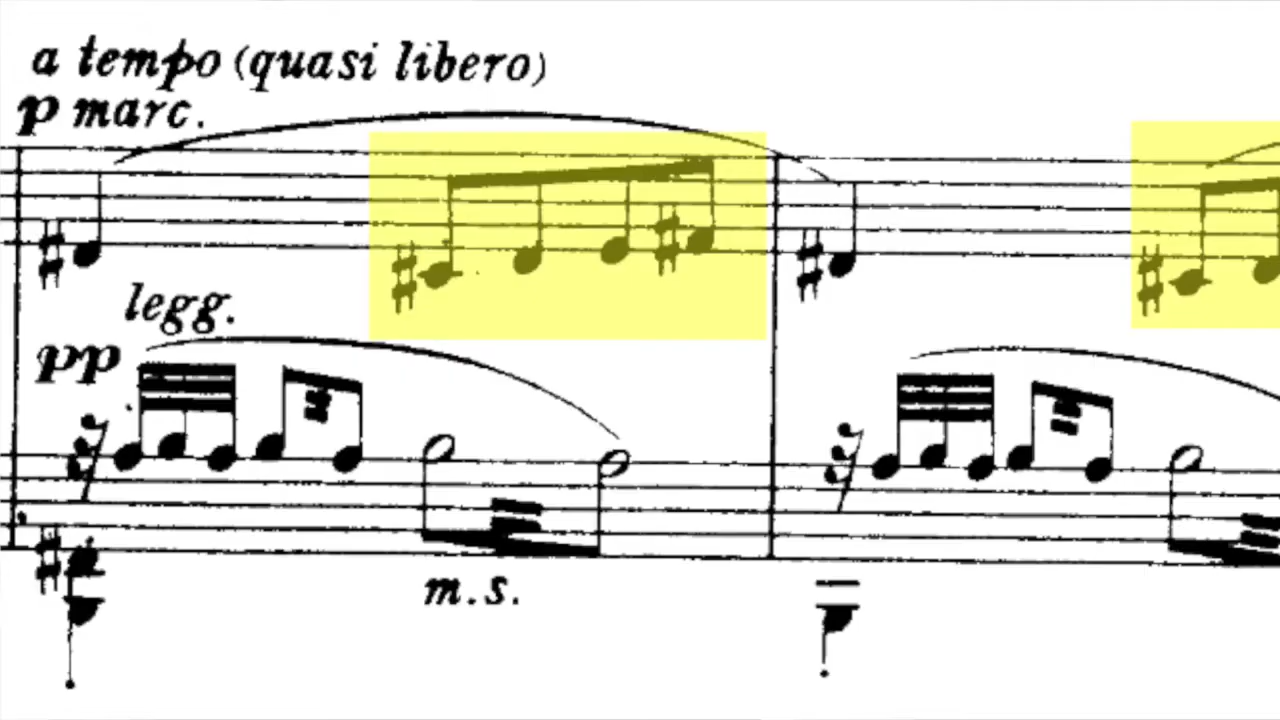 a tempo (quasi libero)
p marc.
legg.
pp
m.s.